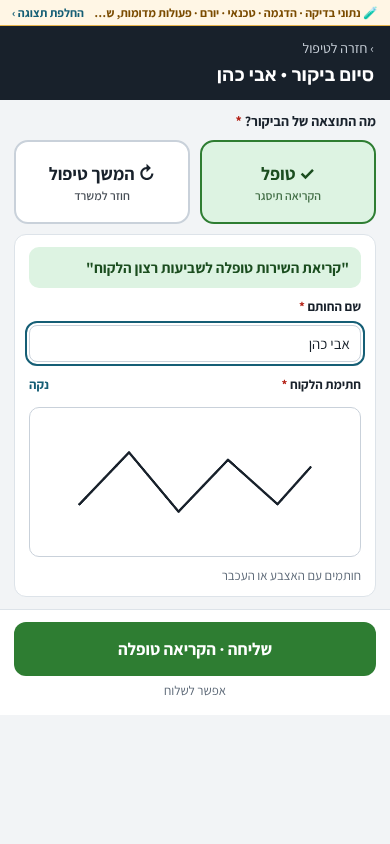 🧪 נתוני בדיקה · הדגמה · טכנאי · יורם · פעולות מדומות, ש... החלפת תצוגה ›
› חזרה לטיפול
סיום ביקור • אבי כהן
מה התוצאה של הביקור? *
✓ טופל
הקריאה תיסגר
↻ המשך טיפול
חוזר למשרד
"קריאת השירות טופלה לשביעות רצון הלקוח"
שם החותם *
אבי כהן
חתימת הלקוח *
נקה
חותמים עם האצבע או העכבר
שליחה · הקריאה טופלה
אפשר לשלוח